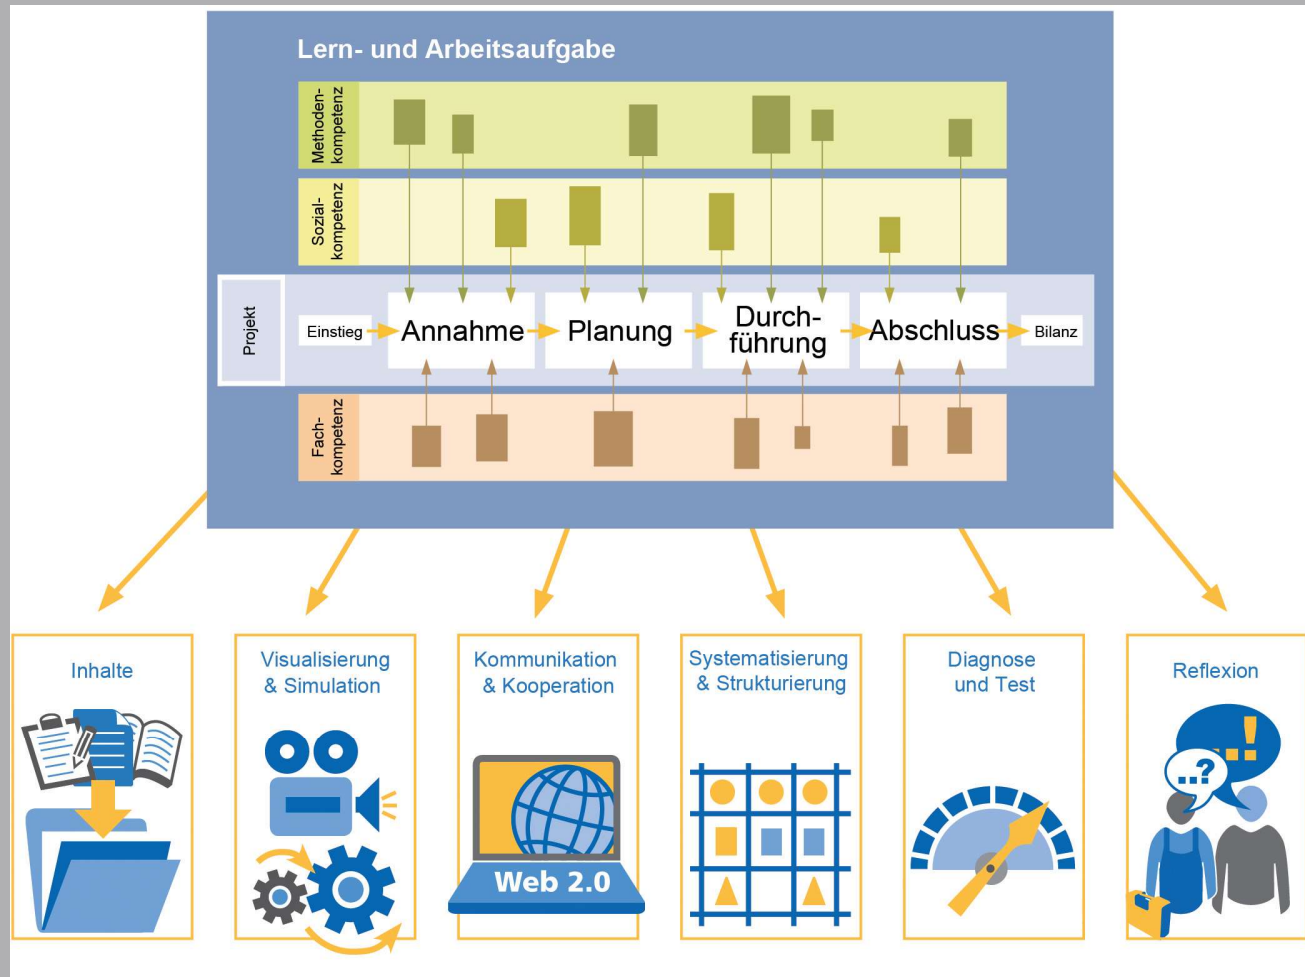 Lern- und Arbeitsaufgabe
Methoden-
kompetenz
Sozial-
kompetenz
Projekt
Einstieg
Annahme
Planung
Durch-
führung
Abschluss
Bilanz
Fach-
kompetenz
Inhalte
Visualisierung
& Simulation
Kommunikation
& Kooperation
Systematisierung
& Strukturierung
Diagnose
und Test
Reflexion
..?
...!
Web 2.0